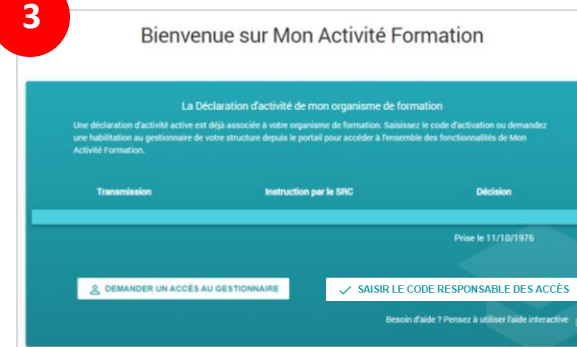 3
Bienvenue sur Mon Activité Formation
La Déclaration d'activité de mon organisme de formation
Une déclaration d'activité active est déjà associée à votre organisme de formation. Saisissez le code d'activation ou demandez
une habilitation au gestionnaire de votre structure depuis le portail pour accéder à l'ensemble des fonctionnalités de Mon
Activité Formation.
Transmission Instruction par le SRC Décision
Prise le 11/10/1976
DEMANDER UN ACCÈS AU GESTIONNAIRE SAISIR LE CODE RESPONSABLE DES ACCÈS
Besoin d'aide ? Pensez à utiliser l'aide interactive